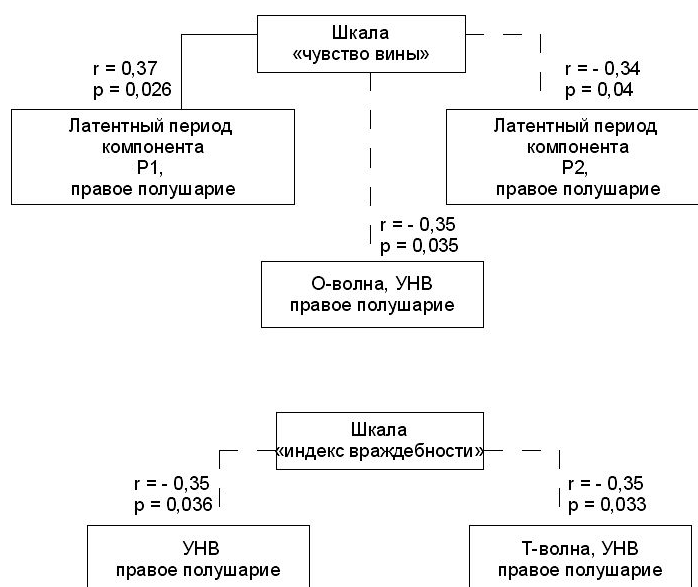 Шкала
«чувство вины»
r = 0,37
p = 0,026
r = - 0,34
p = 0,04
Латентный период
компонента
P1,
правое полушарие
Латентный период
компонента
P2,
правое полушарие
r = - 0,35
p = 0,035
О-волна, УНВ
правое полушарие
Шкала
«индекс враждебности»
r = - 0,35
p = 0,036
r = - 0,35
p = 0,033
УНВ
правое полушарие
Т-волна, УНВ
правое полушарие